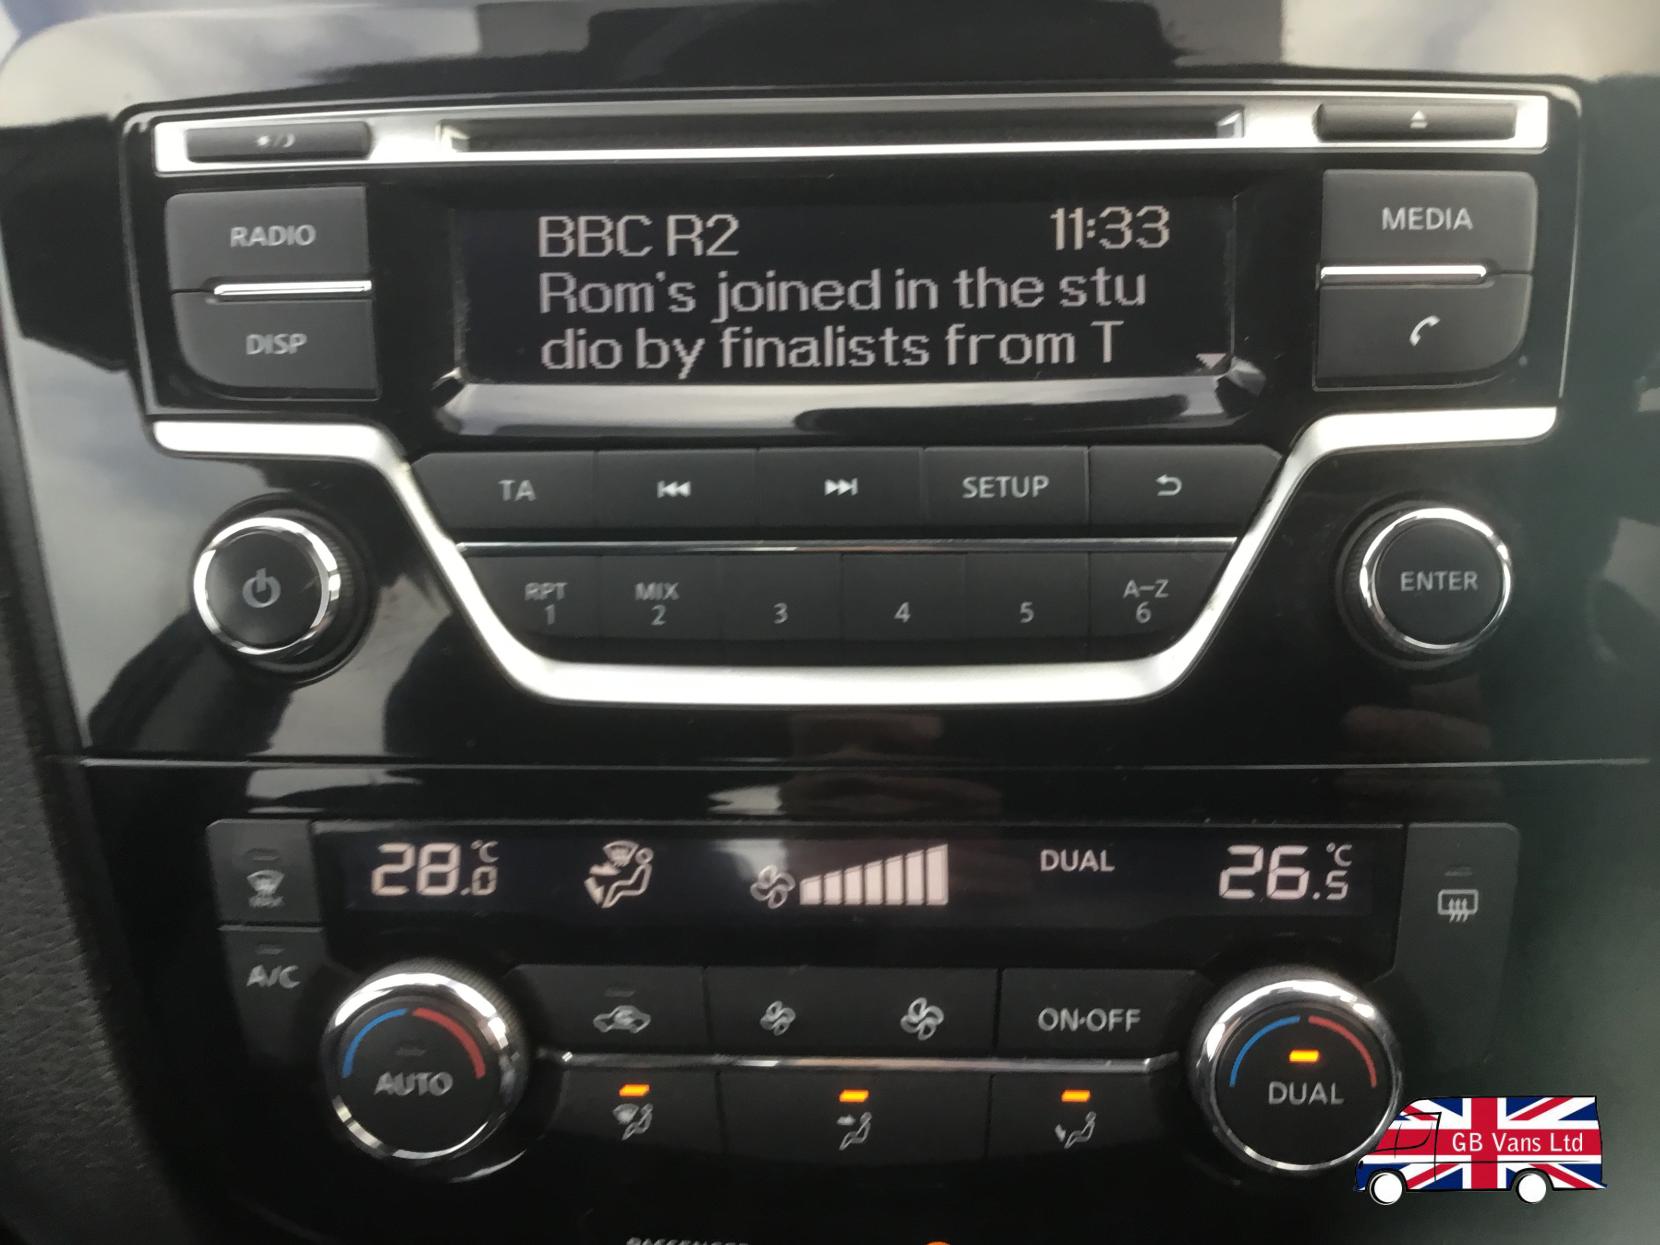 RADIO
DISP
BBC R2 11:33
Rom's joined in the stu
dio by finalists from T
MEDIA
TA
SETUP
RPT
1
MIX
2
3
4
5
A-Z
6
ENTER
28.0 °C
DUAL
26.5 °C
A/C
AUTO
ON·OFF
DUAL
GB Vans Ltd